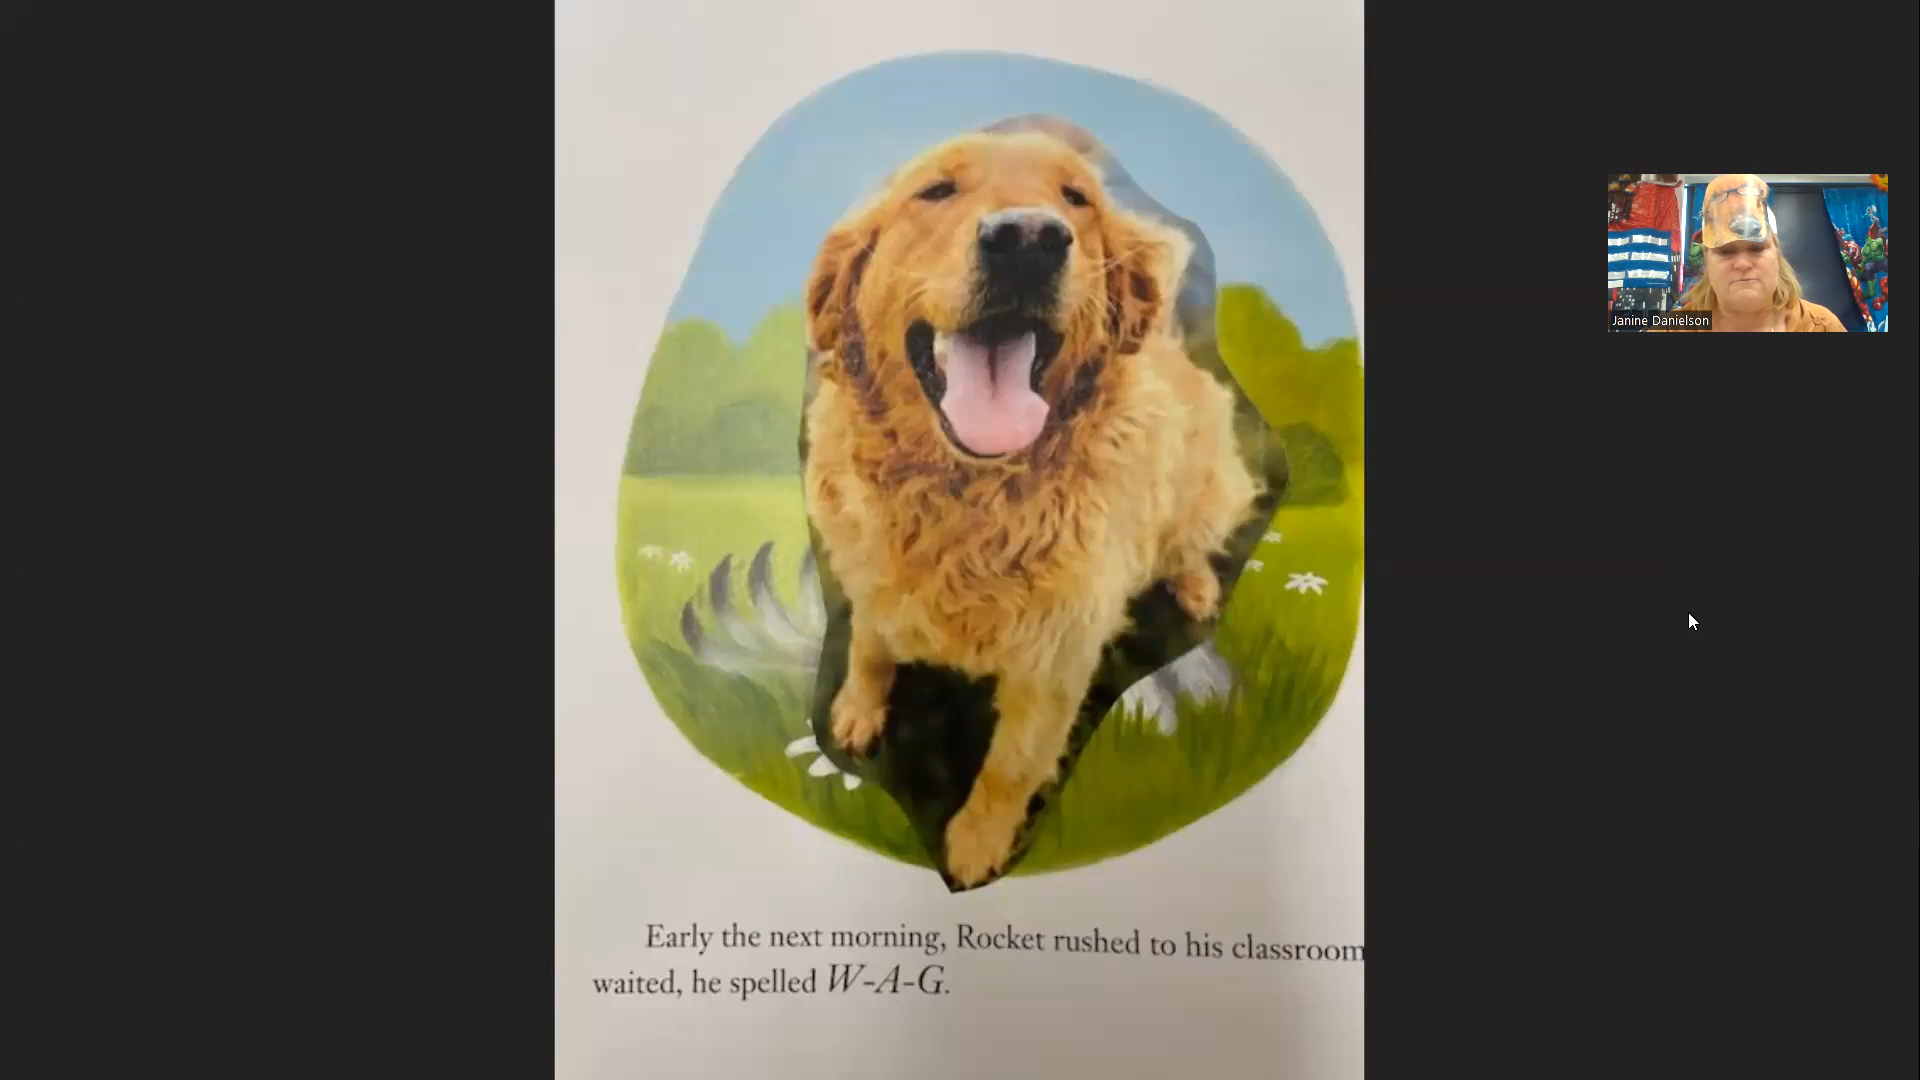 Early the next morning, Rocket rushed to his classroom
waited, he spelled W-A-G.
Janine Danielson